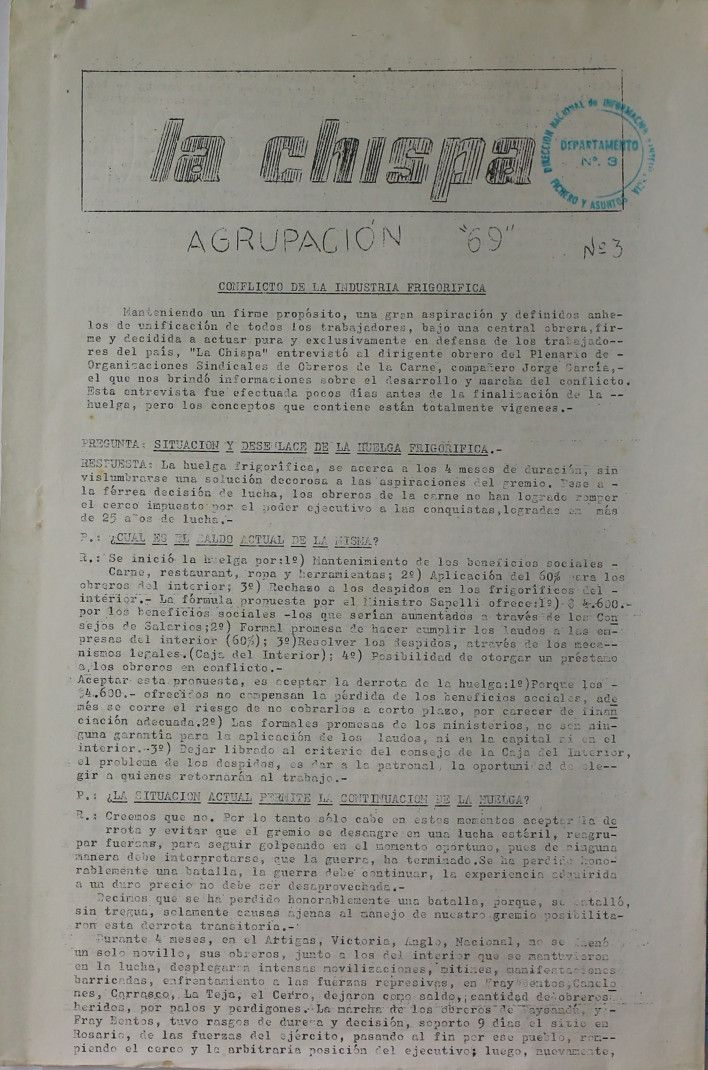 la chispa
DIRECCIÓN NACIONAL de INFORMACION
DEPARTAMENTO
Nº. 3
FICHERO Y ASUNTOS
AGRUPACIÓN "69" Nº 3
CONFLICTO DE LA INDUSTRIA FRIGORIFICA
Manteniendo un firme propósito, una gran aspiración y definidos anhe-
los de unificación de todos los trabajadores, bajo una central obrera,fir-
me y decidida a actuar pura y exclusivamente en defensa de los trabajado--
res del país, "La Chispa" entrevistó al dirigente obrero del Plenario de -
Organizaciones Sindicales de Obreros de la Carne, compañero Jorge García,-
el que nos brindó informaciones sobre el desarrollo y marcha del conflicto.
Esta entrevista fue efectuada pocos días antes de la finalización de la --
huelga, pero los conceptos que contiene están totalmente vigenees.-
PREGUNTA: SITUACION Y DESENLACE DE LA HUELGA FRIGORIFICA.-
RESPUESTA: La huelga frigorífica, se acerca a los 4 meses de duración, sin
vislumbrarse una solución decorosa a las aspiraciones del gremio. Pese a -
la férrea decisión de lucha, los obreros de la carne no han logrado romper
el cerco impuesto por el poder ejecutivo a las conquistas,logradas en más
de 25 años de lucha.-
P.: ¿CUAL ES EL SALDO ACTUAL DE LA MISMA?
R.: Se inició la huelga por:1º) Mantenimiento de los beneficios sociales -
Carne, restaurant, ropa y herramientas; 2º) Aplicación del 60% para los
obreros del interior; 3º) Rechazo a los despidos en los frigoríficos del -
interior.- La fórmula propuesta por el Ministro Sapelli ofrece:1º) $ 4.600.-
por los beneficios sociales -los que serían aumentados a través de los Con
sejos de Salarios;2º) Formal promesa de hacer cumplir los laudos a las em-
presas del interior (60%); 3º)Resolver los despidos, através de los meca--
nismos legales.(Caja del Interior); 4º) Posibilidad de otorgar un préstamo
a los obreros en conflicto.-
Aceptar esta propuesta, es aceptar la derrota de la huelga:1º)Porque los -
$4.600.- ofrecidos no compensan la pérdida de los beneficios sociales, ade
més se corre el riesgo de no cobrarlos a corto plazo, por carecer de finan
ciación adecuada.2º) Las formales promesas de los ministerios, no son nin-
guna garantía para la aplicación de los laudos, ni en la capital ni en el
interior.-3º) Dejar librado al criterio del consejo de la Caja del Interior,
el problema de los despidos, es dar a la patronal, la oportunidad de ele--
gir a quienes retornarán al trabajo.-
P.: ¿LA SITUACION ACTUAL PERMITE LA CONTINUACION DE LA HUELGA?
R.: Creemos que no. Por lo tanto sólo cabe en estos momentos aceptar la de
rrota y evitar que el gremio se desangre en una lucha estéril, reagru-
par fuerzas, para seguir golpeando en el momento oportuno, pues de ninguna
manera debe interpretarse, que la guerra, ha terminado.Se ha perdido hono-
rablemente una batalla, la guerra debe continuar, la experiencia adquirida
a un duro precio no debe ser desaprovechada.-
Decimos que se ha perdido honorablemente una batalla, porque, se batalló,
sin tregua, solamente causas ajenas al manejo de nuestro gremio posibilita-
ron esta derrota transitoria.-
Durante 4 meses, en el Artigas, Victoria, Anglo, Nacional, no se faenó
un solo novillo, sus obreros, junto a los del interior que se mantuvieron
en la lucha, desplegaron intensas movilizaciones, mitines, manifestaciones
barricadas, enfrentamiento a las fuerzas represivas, en Fray Bentos,Canelo
nes, Carrasco, La Teja, el Cerro, dejaron como saldo, cantidad de obreros
heridos, por palos y perdigones. La marcha de los obreros de Paysandú, y -
Fray Bentos, tuvo rasgos de dureza y decisión, soporto 9 días el sitio en
Rosario, de las fuerzas del ejército, pasando al fin por ese pueblo, rom--
piendo el cerco y la arbitraria posición del ejecutivo; luego, nuevamente,